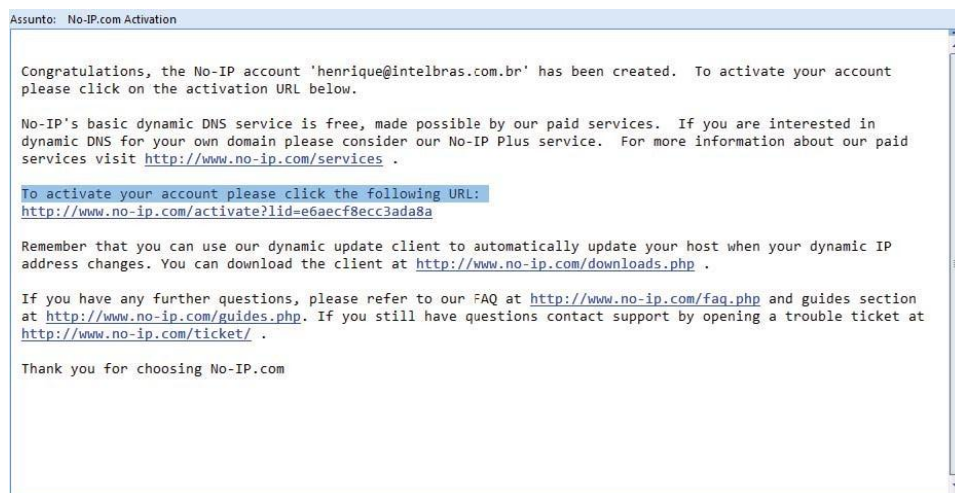 Assunto: No-IP.com Activation
Congratulations, the No-IP account 'henrique@intelbras.com.br' has been created. To activate your account
please click on the activation URL below.
No-IP's basic dynamic DNS service is free, made possible by our paid services. If you are interested in
dynamic DNS for your own domain please consider our No-IP Plus service. For more information about our paid
services visit http://www.no-ip.com/services .
To activate your account please click the following URL:
http://www.no-ip.com/activate?lid=e6aecf8ecc3ada8a
Remember that you can use our dynamic update client to automatically update your host when your dynamic IP
address changes. You can download the client at http://www.no-ip.com/downloads.php .
If you have any further questions, please refer to our FAQ at http://www.no-ip.com/faq.php and guides section
at http://www.no-ip.com/guides.php. If you still have questions contact support by opening a trouble ticket at
http://www.no-ip.com/ticket/ .
Thank you for choosing No-IP.com